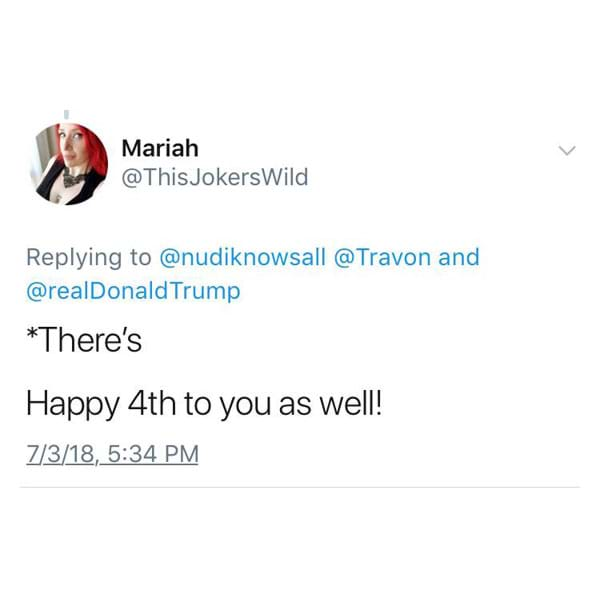 Mariah
@ThisJokersWild
Replying to @nudiknowsall @Travon and
@realDonaldTrump
*There's
Happy 4th to you as well!
7/3/18, 5:34 PM